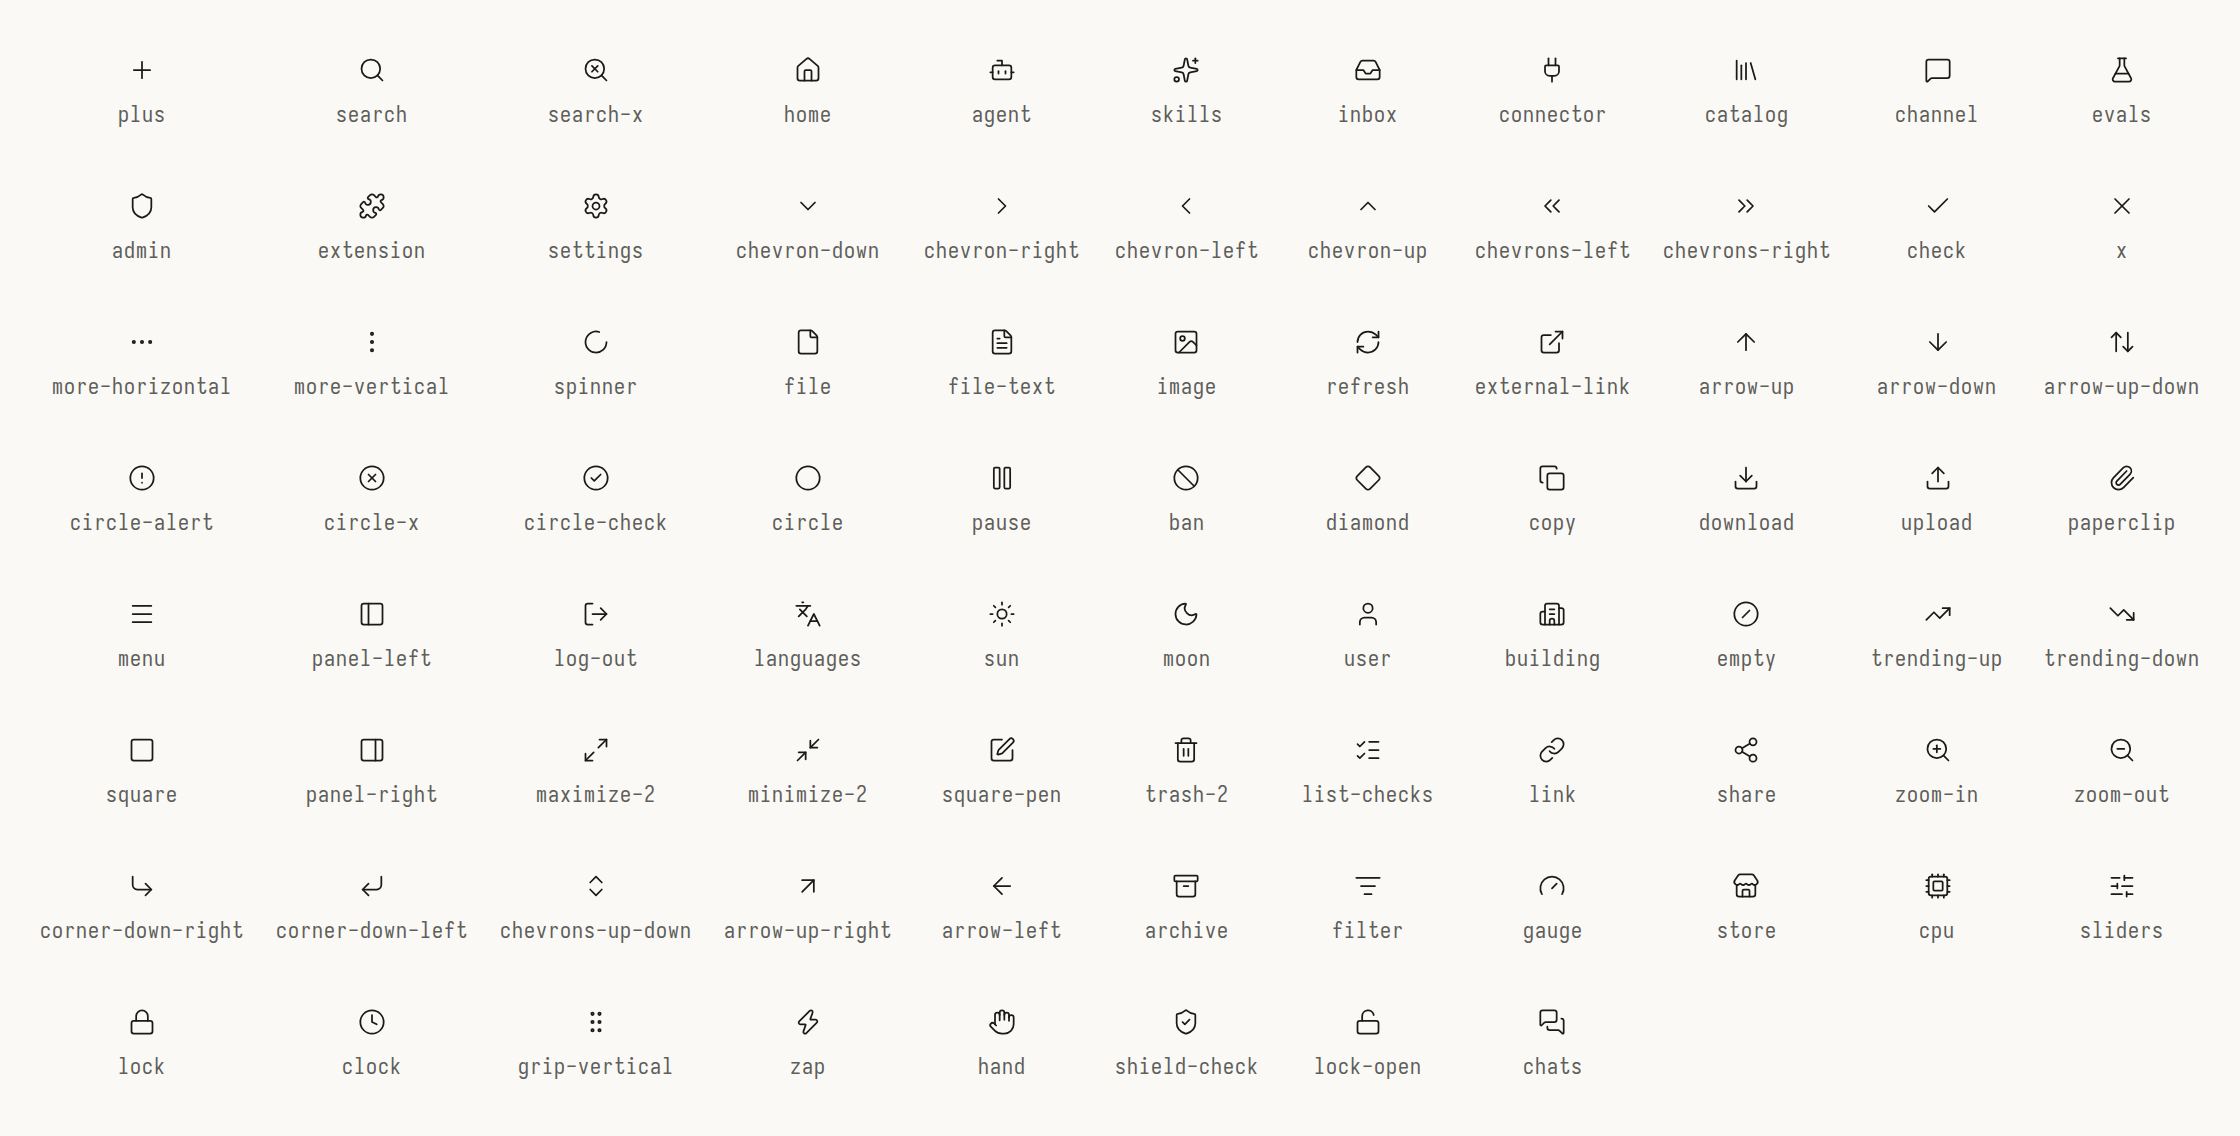 plus search search-x home agent skills inbox connector catalog channel evals
admin extension settings chevron-down chevron-right chevron-left chevron-up chevrons-left chevrons-right check x
more-horizontal more-vertical spinner file file-text image refresh external-link arrow-up arrow-down arrow-up-down
circle-alert circle-x circle-check circle pause ban diamond copy download upload paperclip
menu panel-left log-out languages sun moon user building empty trending-up trending-down
square panel-right maximize-2 minimize-2 square-pen trash-2 list-checks link share zoom-in zoom-out
corner-down-right corner-down-left chevrons-up-down arrow-up-right arrow-left archive filter gauge store cpu sliders
lock clock grip-vertical zap hand shield-check lock-open chats